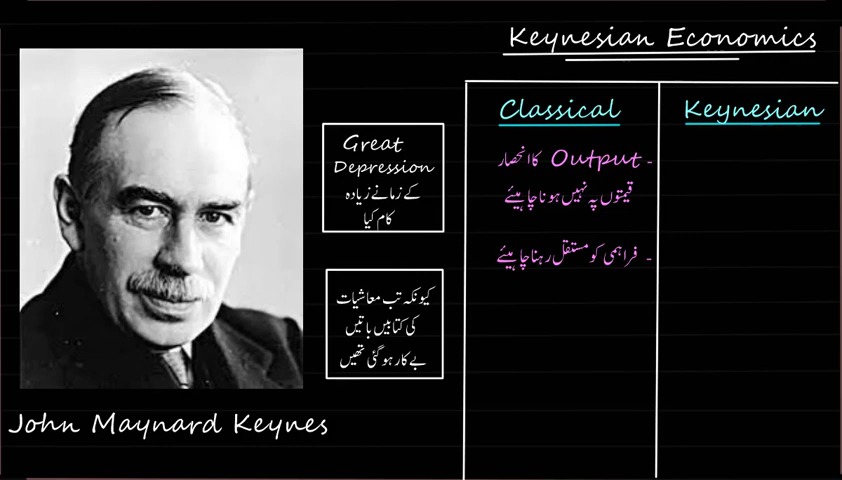 Keynesian Economics
Classical
Keynesian
- Output کا انحصار
قیمتوں پہ نہیں ہونا چاہیئے
- فراہمی کو مستقل رہنا چاہیئے
Great
Depression
کے زمانے زیادہ
کام کیا
کیونکہ تب معاشیات
کی کتابیں باتیں
بے کار ہو گئی تھیں
John Maynard Keynes